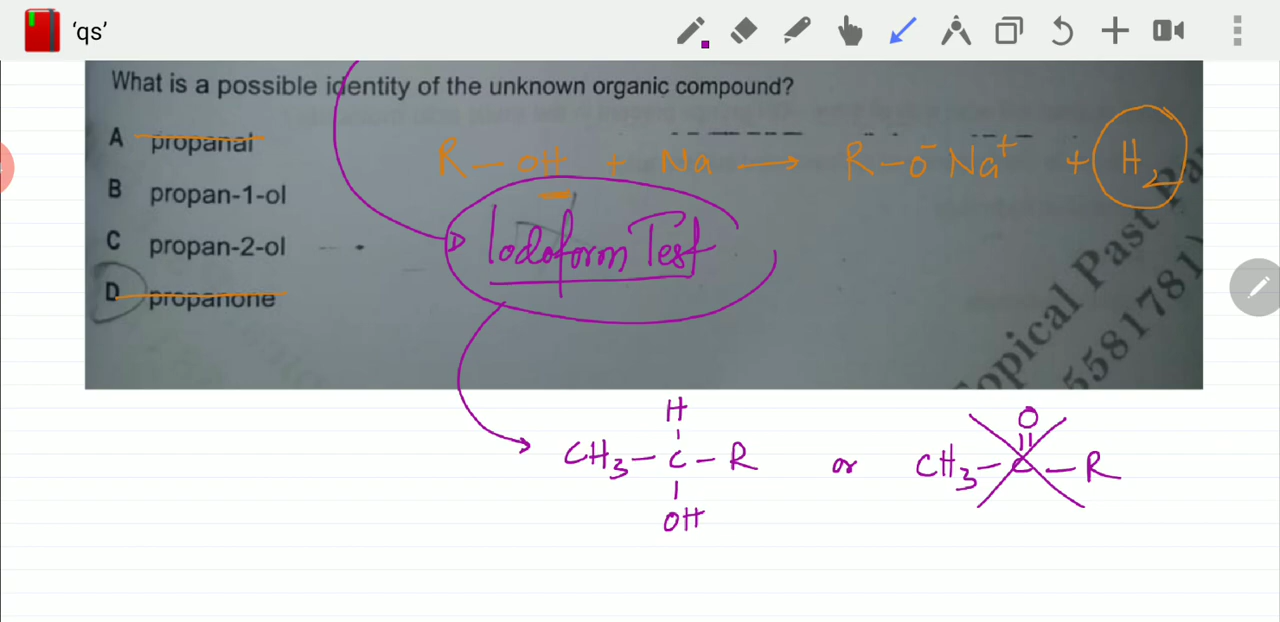 ‘qs’
What is a possible identity of the unknown organic compound?
A propanal
R – OH + Na → R – O⁻ Na⁺ + H₂
B propan-1-ol
Iodoform Test
C propan-2-ol
D propanone
Topical Past Pa
5581781)
H
CH₃ – C – R or CH₃ – C – R
OH
O